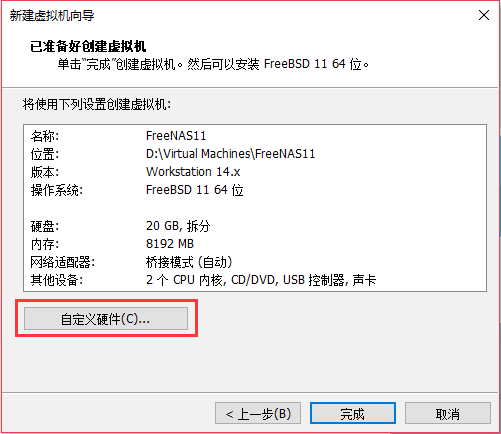 新建虚拟机向导
已准备好创建虚拟机
单击“完成”创建虚拟机。然后可以安装 FreeBSD 11 64 位。
将使用下列设置创建虚拟机:
名称: FreeNAS11
位置: D:\Virtual Machines\FreeNAS11
版本: Workstation 14.x
操作系统: FreeBSD 11 64 位
硬盘: 20 GB, 拆分
内存: 8192 MB
网络适配器: 桥接模式 (自动)
其他设备: 2 个 CPU 内核, CD/DVD, USB 控制器, 声卡
自定义硬件(C)...
< 上一步(B) 完成 取消